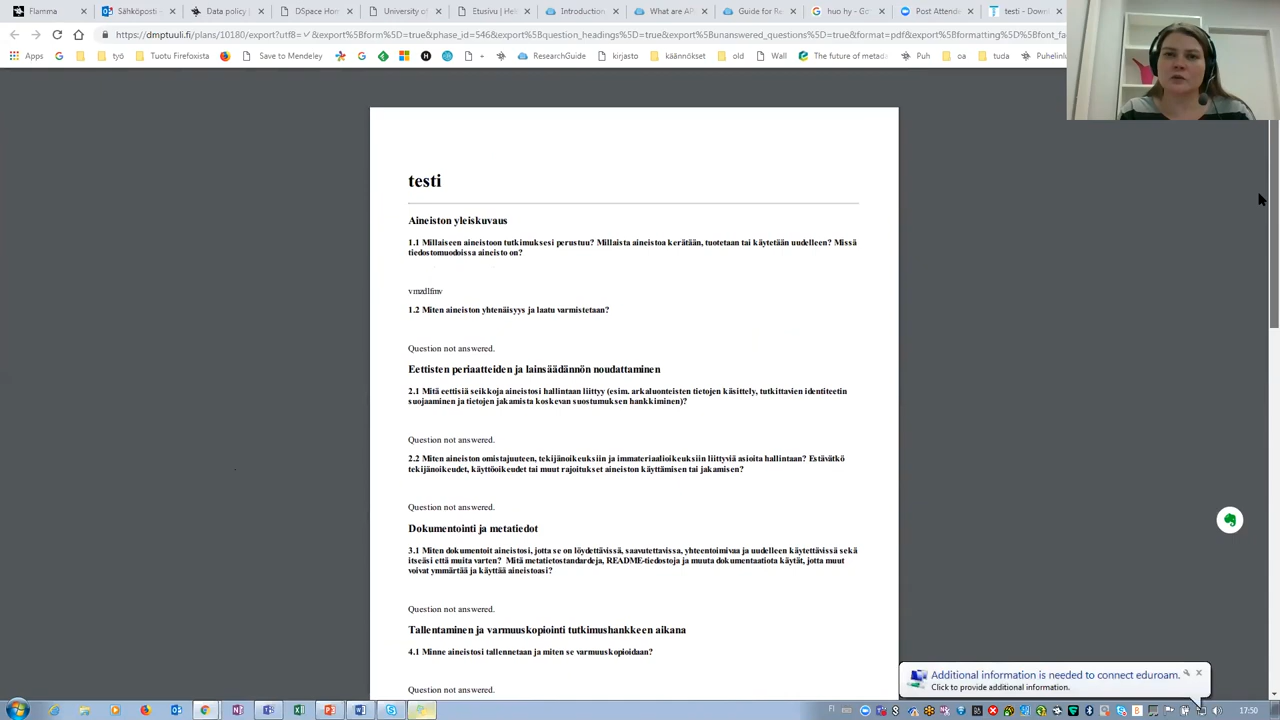 Flamma
Sähköposti -
Data policy |
DSpace Hom
University of
Introduction
What are
Guide for Re
huo hy - Go
Post Attende
testi - Down
https://dmptuuli.fi/plans/10180/export?utf8=✓&export%5Bform%5D=true&phase_id=546&export%5Bquestion_headings%5D=true&export%5Bunanswered_questions%5D=true&format=pdf&export%5Bformatting%5D%5Bfont_fa
Apps
Työ
Tuotu Firefoxista
Save to Mendeley
+
ResearchGuide
kirjasto
käännökset
old
Wall
The future of metad
Puh
oa
tuda
Suomeksi
testi
Aineiston yleiskuvaus
1.1 Millaiseen aineistoon tutkimuksesi perustuu? Millaista aineistoa kerätään, tuotetaan tai käytetään uudelleen? Missä
tiedostomuodoissa aineisto on?
vmzdlfmv
1.2 Miten aineiston yhtenäisyys ja laatu varmistetaan?
Question not answered.
Eettisten periaatteiden ja lainsäädännön noudattaminen
2.1 Mitä eettisiä seikkoja aineistosi hallintaan liittyy (esim. arkaluonteisten tietojen käsittely, tutkittavien identiteetin
suojaaminen ja tietojen jakamista koskevan suostumuksen hankkiminen)?
Question not answered.
2.2 Miten aineiston omistajuuteen, tekijänoikeuksiin ja immateriaalioikeuksiin liittyviä asioita hallintaan? Estävätkö
tekijänoikeudet, käyttöoikeudet tai muut rajoitukset aineiston käyttämisen tai jakamisen?
Question not answered.
Dokumentointi ja metatiedot
3.1 Miten dokumentoit aineistosi, jotta se on löydettävissä, saavutettavissa, yhteentoimivaa ja uudelleen käytettävissä sekä
itseäsi että muita varten? Mitä metatietostandardeja, README-tiedostoja ja muuta dokumentaatiota käytät, jotta muut
voivat ymmärtää ja käyttää aineistoasi?
Question not answered.
Tallentaminen ja varmuuskopiointi tutkimushankkeen aikana
4.1 Minne aineistosi tallennetaan ja miten se varmuuskopioidaan?
Question not answered.
Additional information is needed to connect eduroam.
Click to provide additional information.
FI
17:50